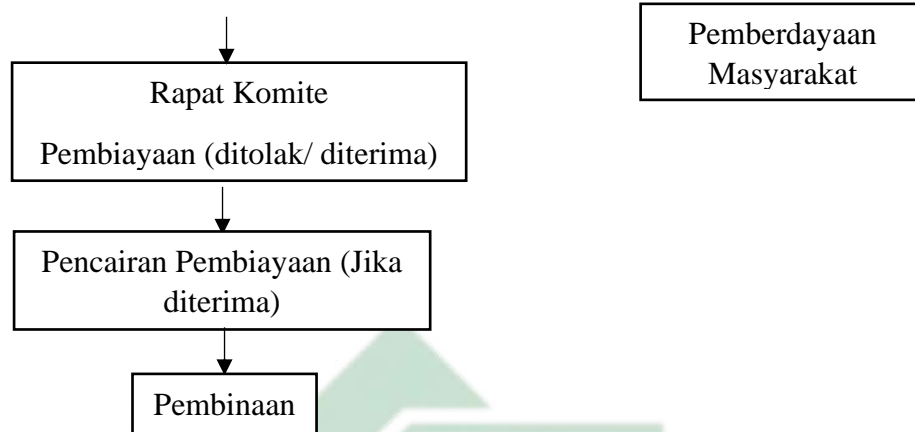 Rapat Komite
Pembiayaan (ditolak/ diterima)
Pencairan Pembiayaan (Jika
diterima)
Pembinaan
Pemberdayaan
Masyarakat